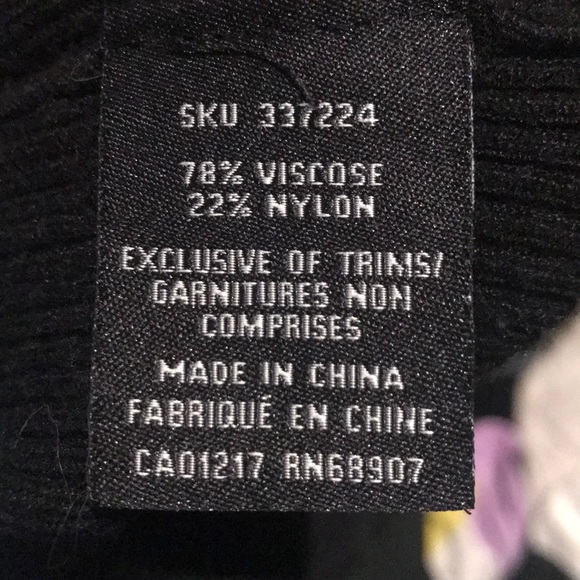 SKU 337224
78% VISCOSE
22% NYLON
EXCLUSIVE OF TRIMS/
GARNITURES NON
COMPRISES
MADE IN CHINA
FABRIQUÉ EN CHINE
CA01217 RN68907